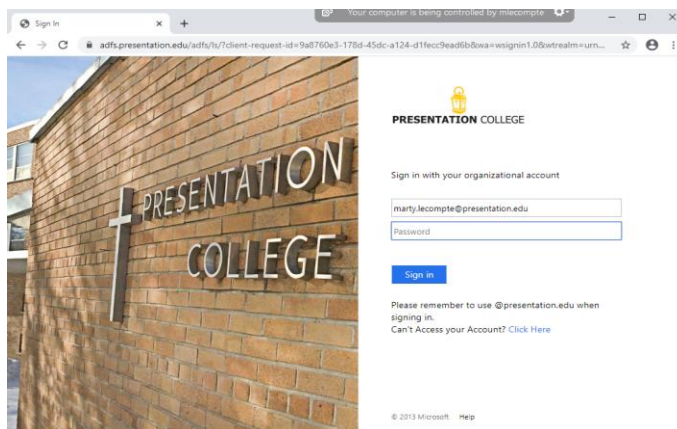 Your computer is being controlled by mlecompte
Sign In
adfs.presentation.edu/adfs/ls/?client-request-id=9a8760e3-178d-45dc-a124-d1fecc9ead6b&wa=wsignin1.0&wtrealm=urn...
PRESENTATION
COLLEGE
PRESENTATION COLLEGE
Sign in with your organizational account
marty.lecompte@presentation.edu
Password
Sign in
Please remember to use @presentation.edu when
signing in.
Can't Access your Account? Click Here
© 2013 Microsoft Help